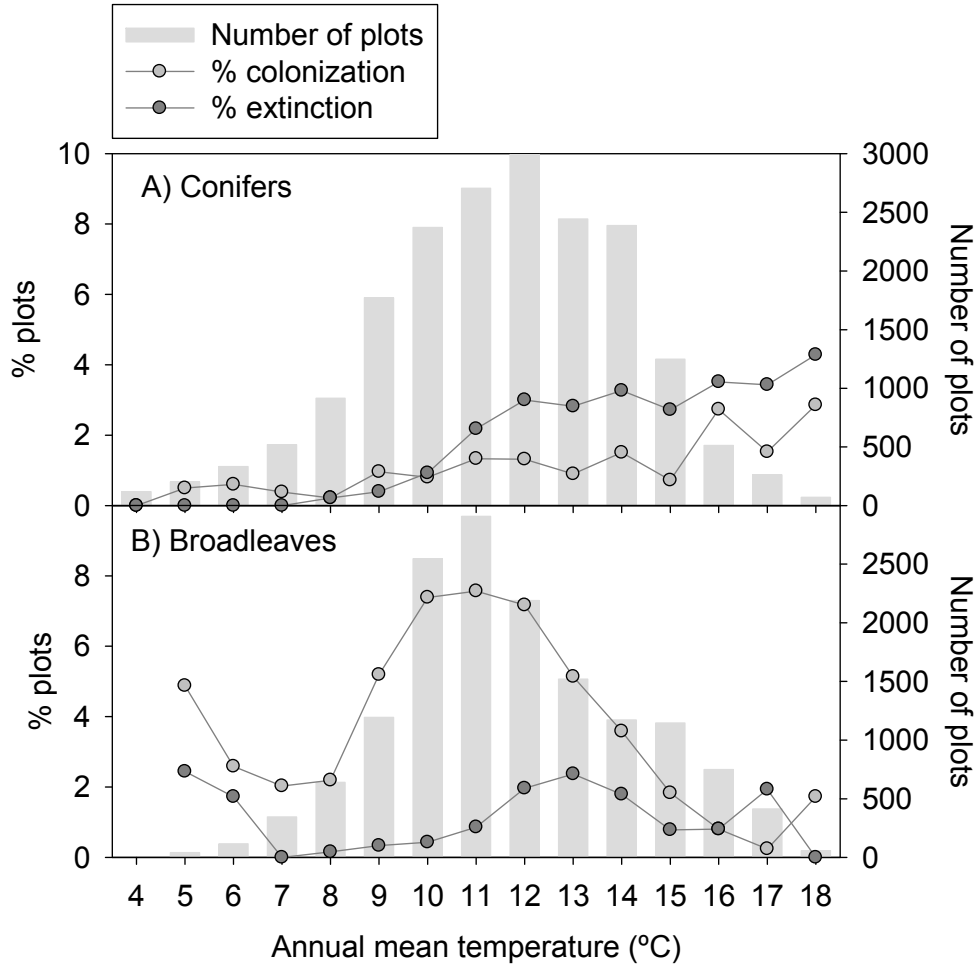 Number of plots
% colonization
% extinction
A) Conifers
10
8
6
4
2
0
% plots
3000
2500
2000
1500
1000
500
0
Number of plots
B) Broadleaves
8
6
4
2
0
% plots
2500
2000
1500
1000
500
0
Number of plots
4 5 6 7 8 9 10 11 12 13 14 15 16 17 18
Annual mean temperature (ºC)